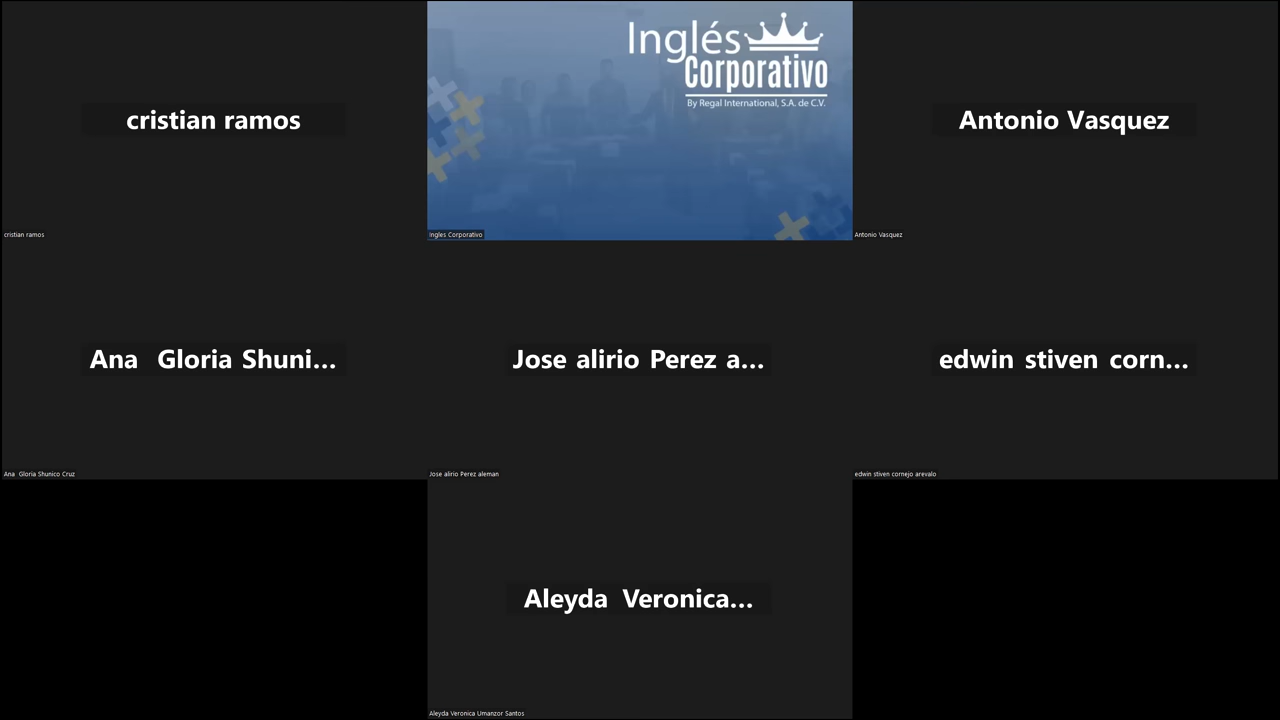 cristian ramos
cristian ramos
Inglés
Corporativo
By Regal International, S.A. de C.V.
Ingles Corporativo
Antonio Vasquez
Antonio Vasquez
Ana Gloria Shuni...
Ana Gloria Shunico Cruz
Jose alirio Perez a...
Jose alirio Perez aleman
edwin stiven corn...
edwin stiven cornejo arevalo
Aleyda Veronica...
Aleyda Veronica Umanzor Santos